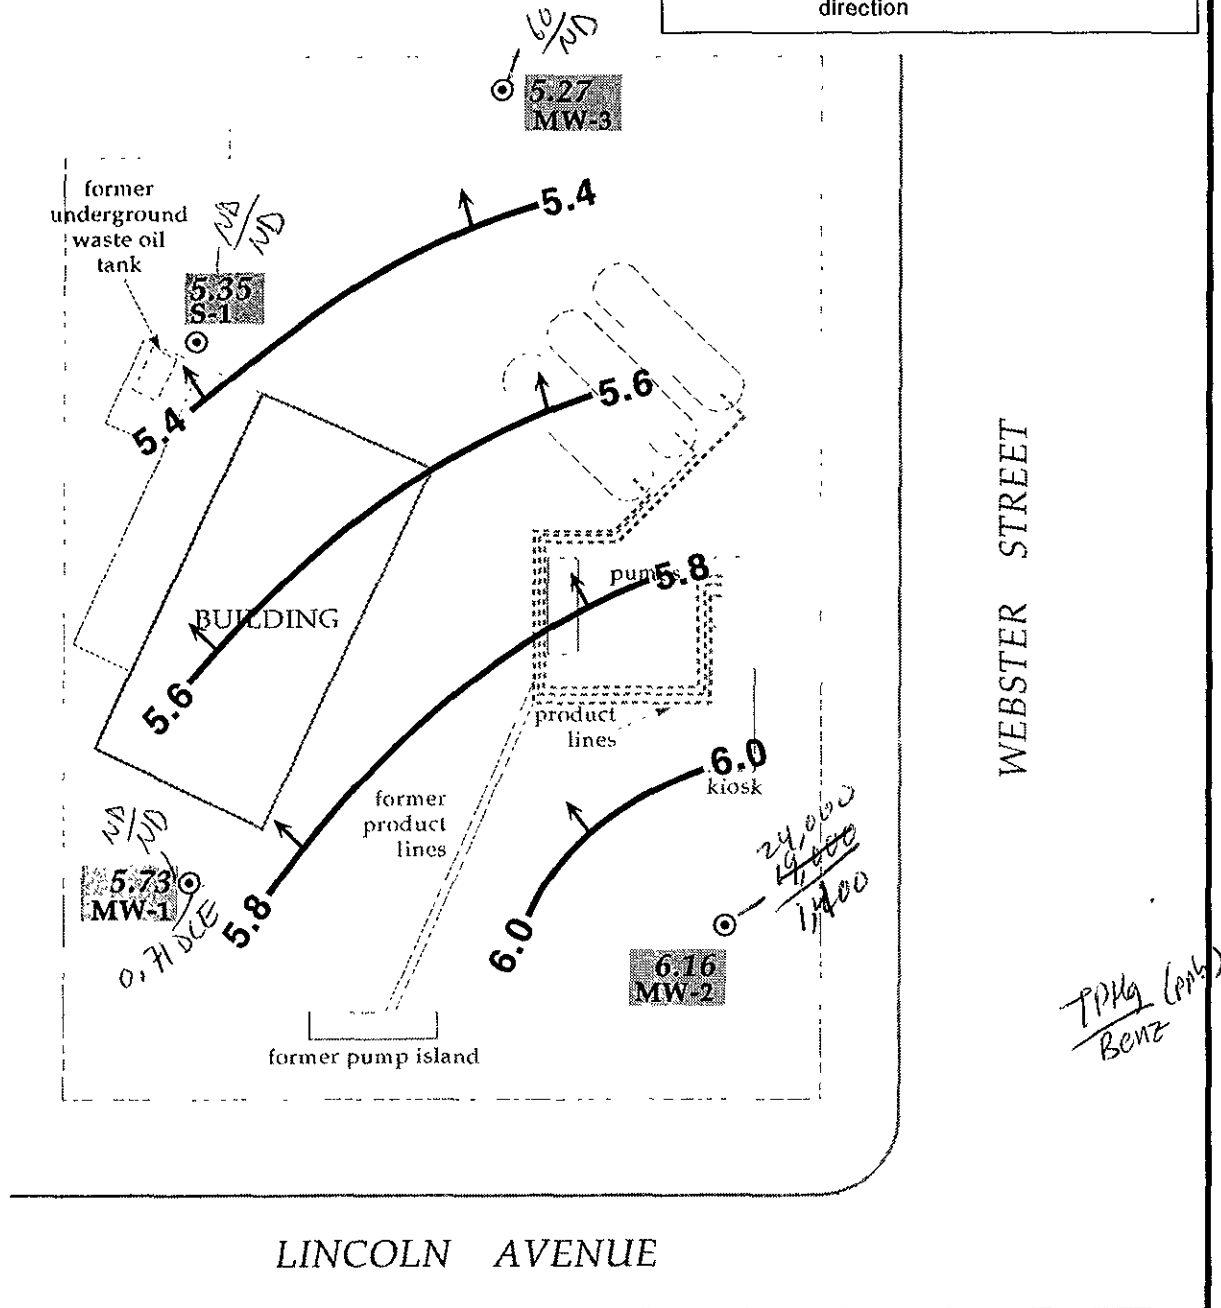 direction
60/ND
5.27
MW-3
former
underground
waste oil
tank
ND/ND
5.35
S-1
5.4
5.4
5.6
5.6
BUILDING
pumps
5.8
product
lines
6.0
kiosk
former
product
lines
ND/ND
5.73
MW-1
0.71 DCE
5.8
6.0
24,000
19,000
1,400
6.16
MW-2
TPHg (ppb)
Benz
former pump island
WEBSTER STREET
LINCOLN AVENUE